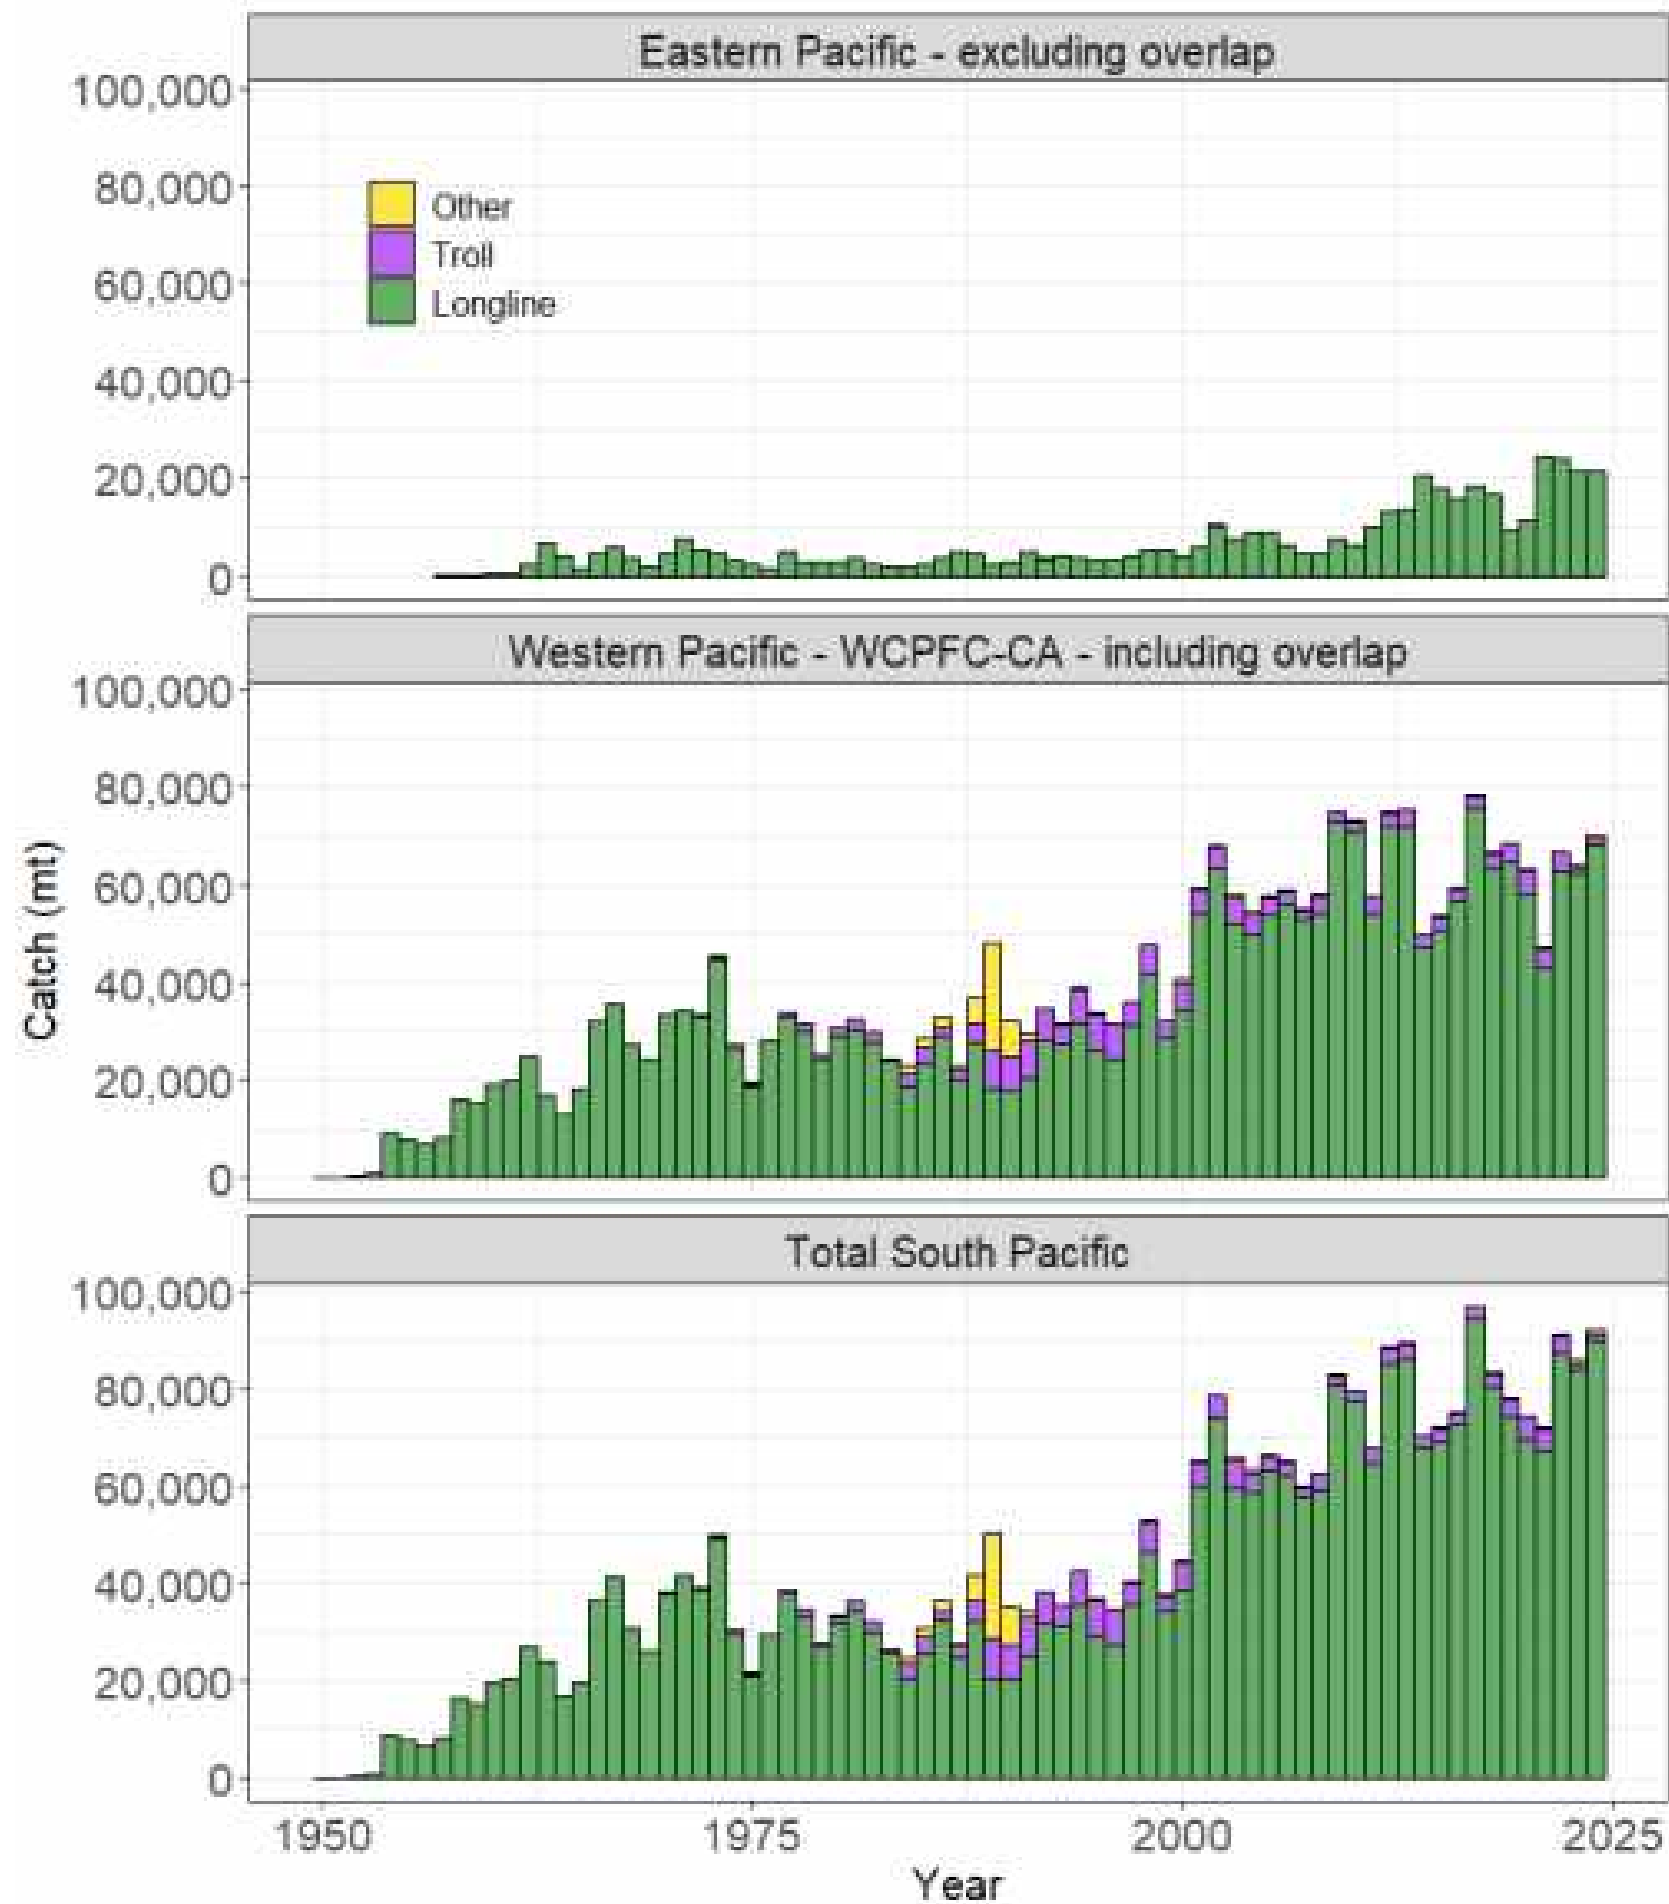 Eastern Pacific - excluding overlap
100,000
80,000
60,000
40,000
20,000
0
Other
Troll
Longline
Western Pacific - WCPFC-CA - including overlap
100,000
80,000
60,000
40,000
20,000
0
Catch (mt)
Total South Pacific
100,000
80,000
60,000
40,000
20,000
0
1950 1975 2000 2025
Year